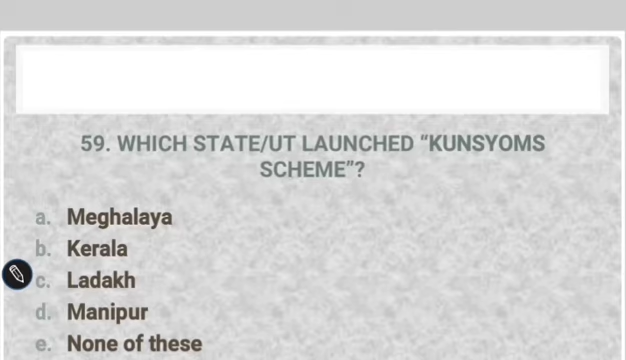 59. WHICH STATE/UT LAUNCHED “KUNSYOMS
SCHEME”?
a. Meghalaya
b. Kerala
c. Ladakh
d. Manipur
e. None of these